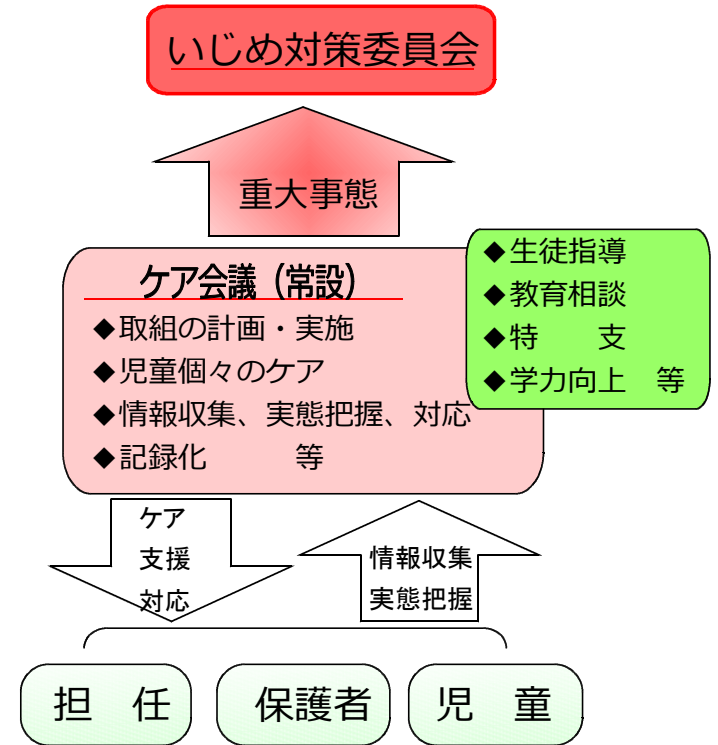 いじめ対策委員会
重大事態
ケア会議（常設）
◆取組の計画・実施
◆児童個々のケア
◆情報収集、実態把握、対応
◆記録化　　　等
◆生徒指導
◆教育相談
◆特　　支
◆学力向上　等
ケア
支援
対応
情報収集
実態把握
担　任
保護者
児　童